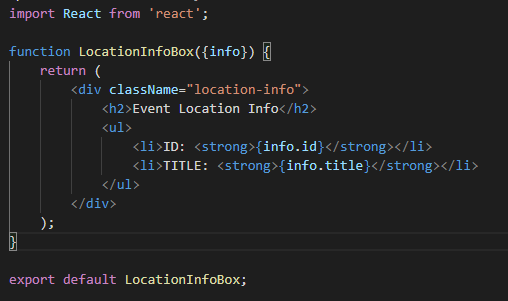 import React from 'react';
function LocationInfoBox({info}) {
return (
<div className="location-info">
<h2>Event Location Info</h2>
<ul>
<li>ID: <strong>{info.id}</strong></li>
<li>TITLE: <strong>{info.title}</strong></li>
</ul>
</div>
);
}
export default LocationInfoBox;